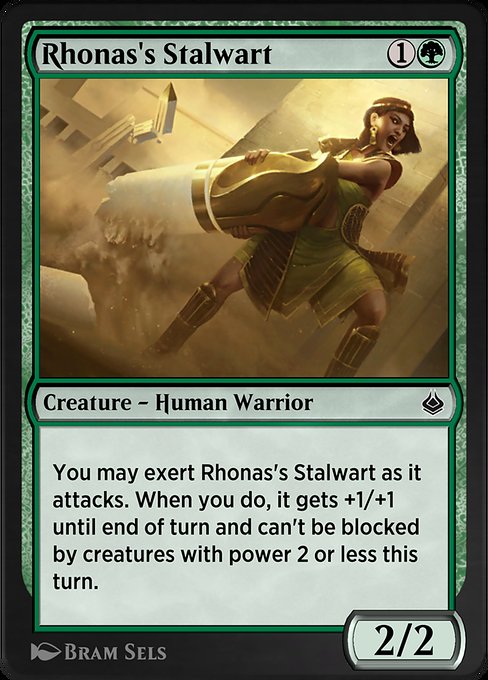 Rhonas's Stalwart 1
Creature – Human Warrior
You may exert Rhonas's Stalwart as it
attacks. When you do, it gets +1/+1
until end of turn and can't be blocked
by creatures with power 2 or less this
turn.
2/2
BRAM SELS